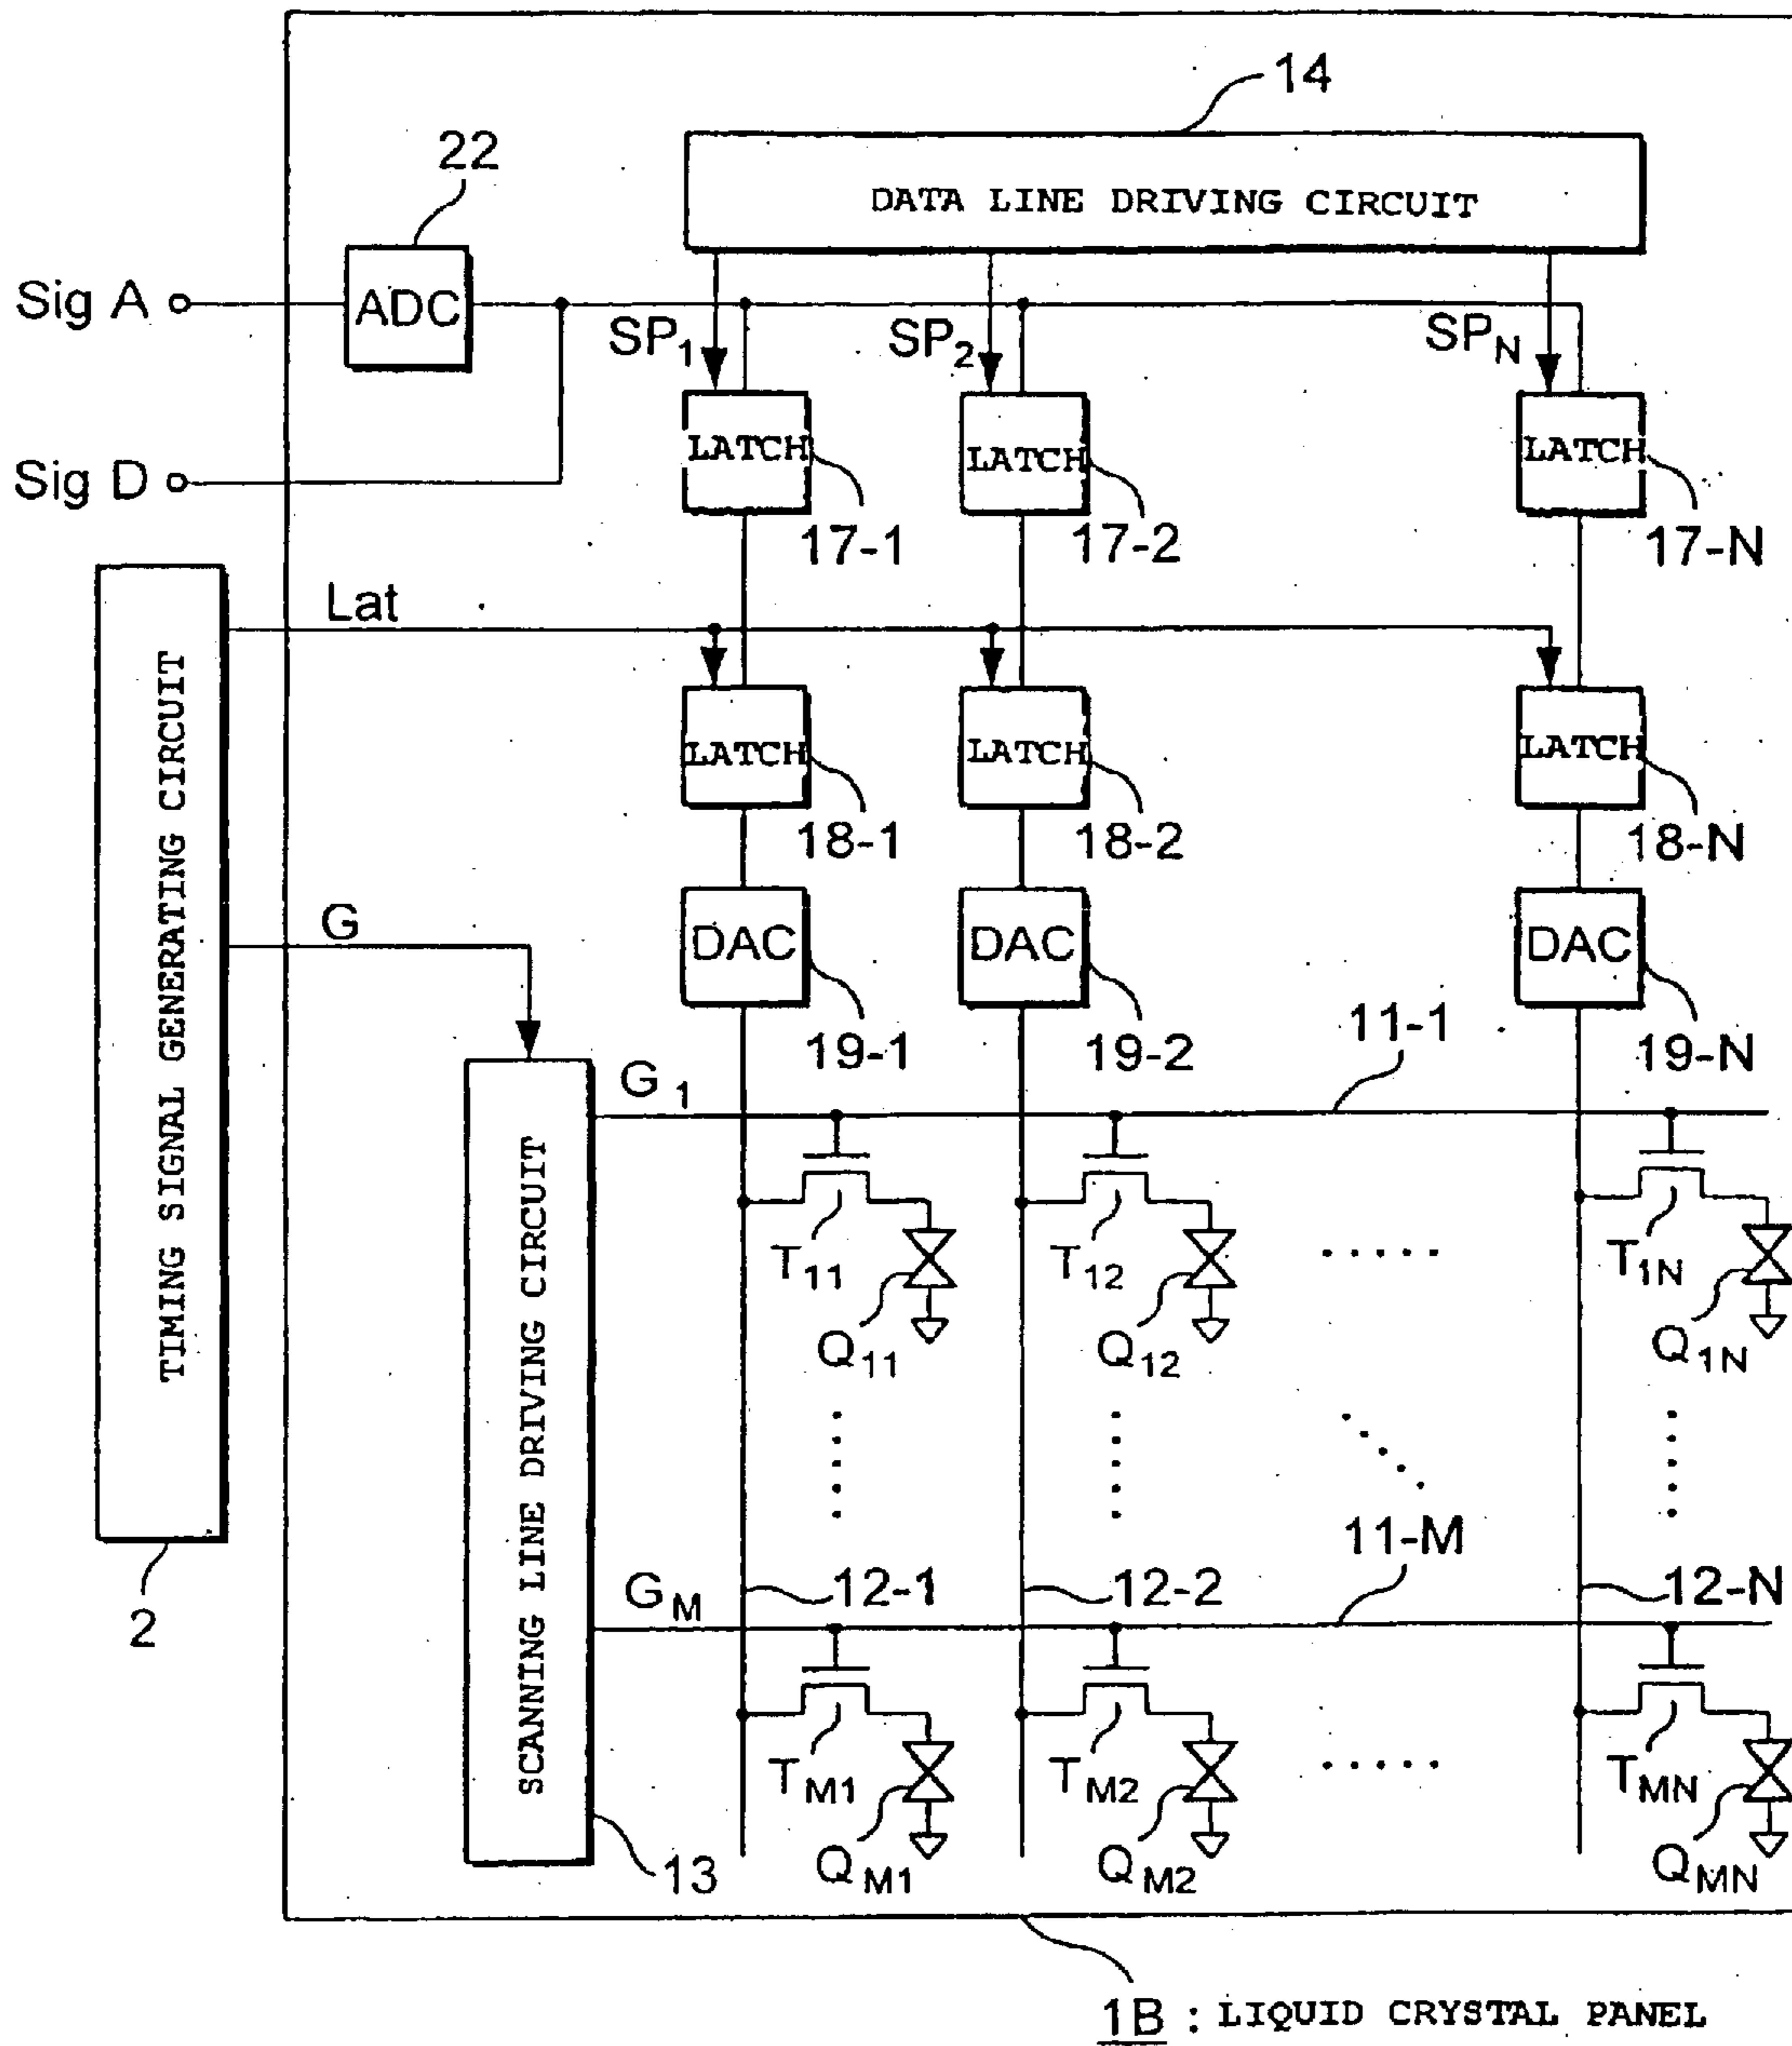 14
22
DATA LINE DRIVING CIRCUIT
Sig A
ADC
SP1
SP2
SPN
LATCH
LATCH
LATCH
Sig D
17-1
17-2
17-N
Lat
TIMING SIGNAL GENERATING CIRCUIT
LATCH
LATCH
LATCH
18-1
18-2
18-N
G
DAC
DAC
DAC
19-1
19-2
19-N
11-1
G1
SCANNING LINE DRIVING CIRCUIT
T11
T12
T1N
Q11
Q12
Q1N
11-M
2
GM
12-1
12-2
12-N
TM1
TM2
TMN
13
QM1
QM2
QMN
1B : LIQUID CRYSTAL PANEL